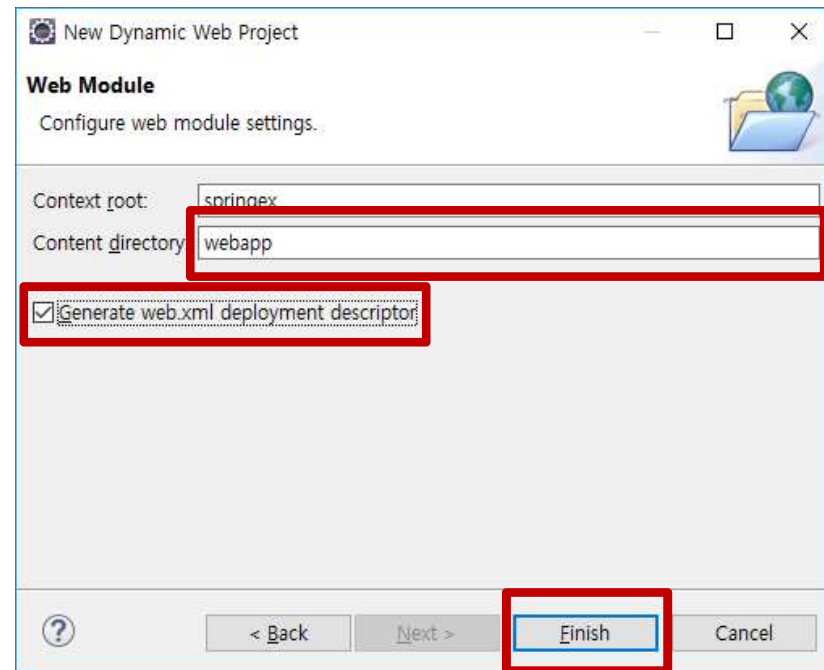 New Dynamic Web Project
Web Module
Configure web module settings.
Context root: springex
Content directory: webapp
Generate web.xml deployment descriptor
?
< Back Next > Finish Cancel